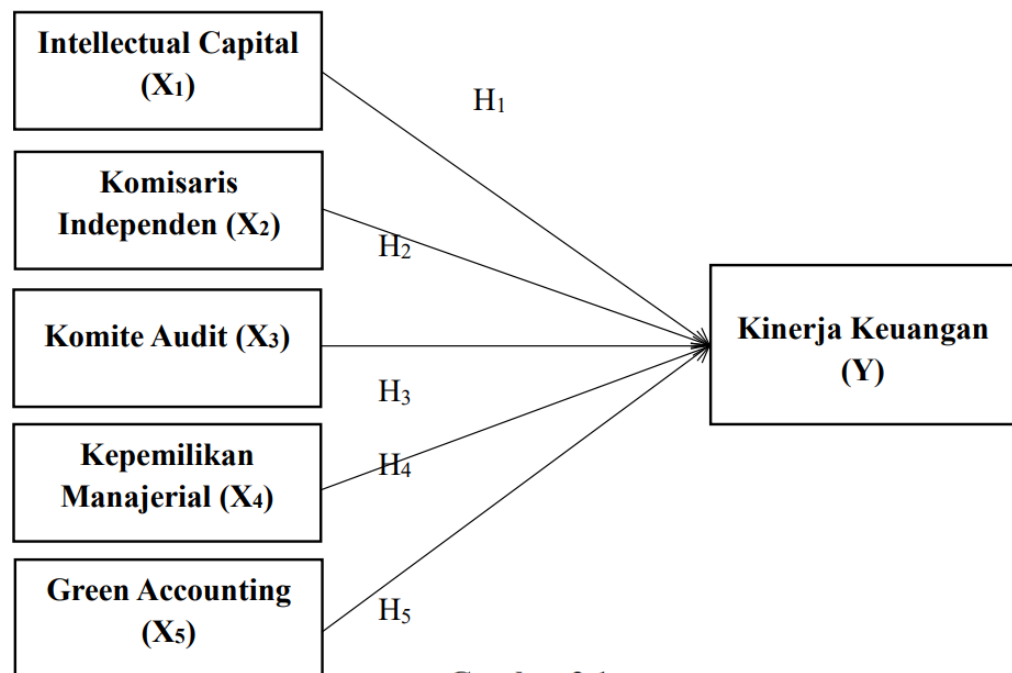 Intellectual Capital
(X₁)
H₁
Komisaris
Independen (X₂)
H₂
Komite Audit (X₃)
H₃
Kinerja Keuangan
(Y)
Kepemilikan
Manajerial (X₄)
H₄
Green Accounting
(X₅)
H₅